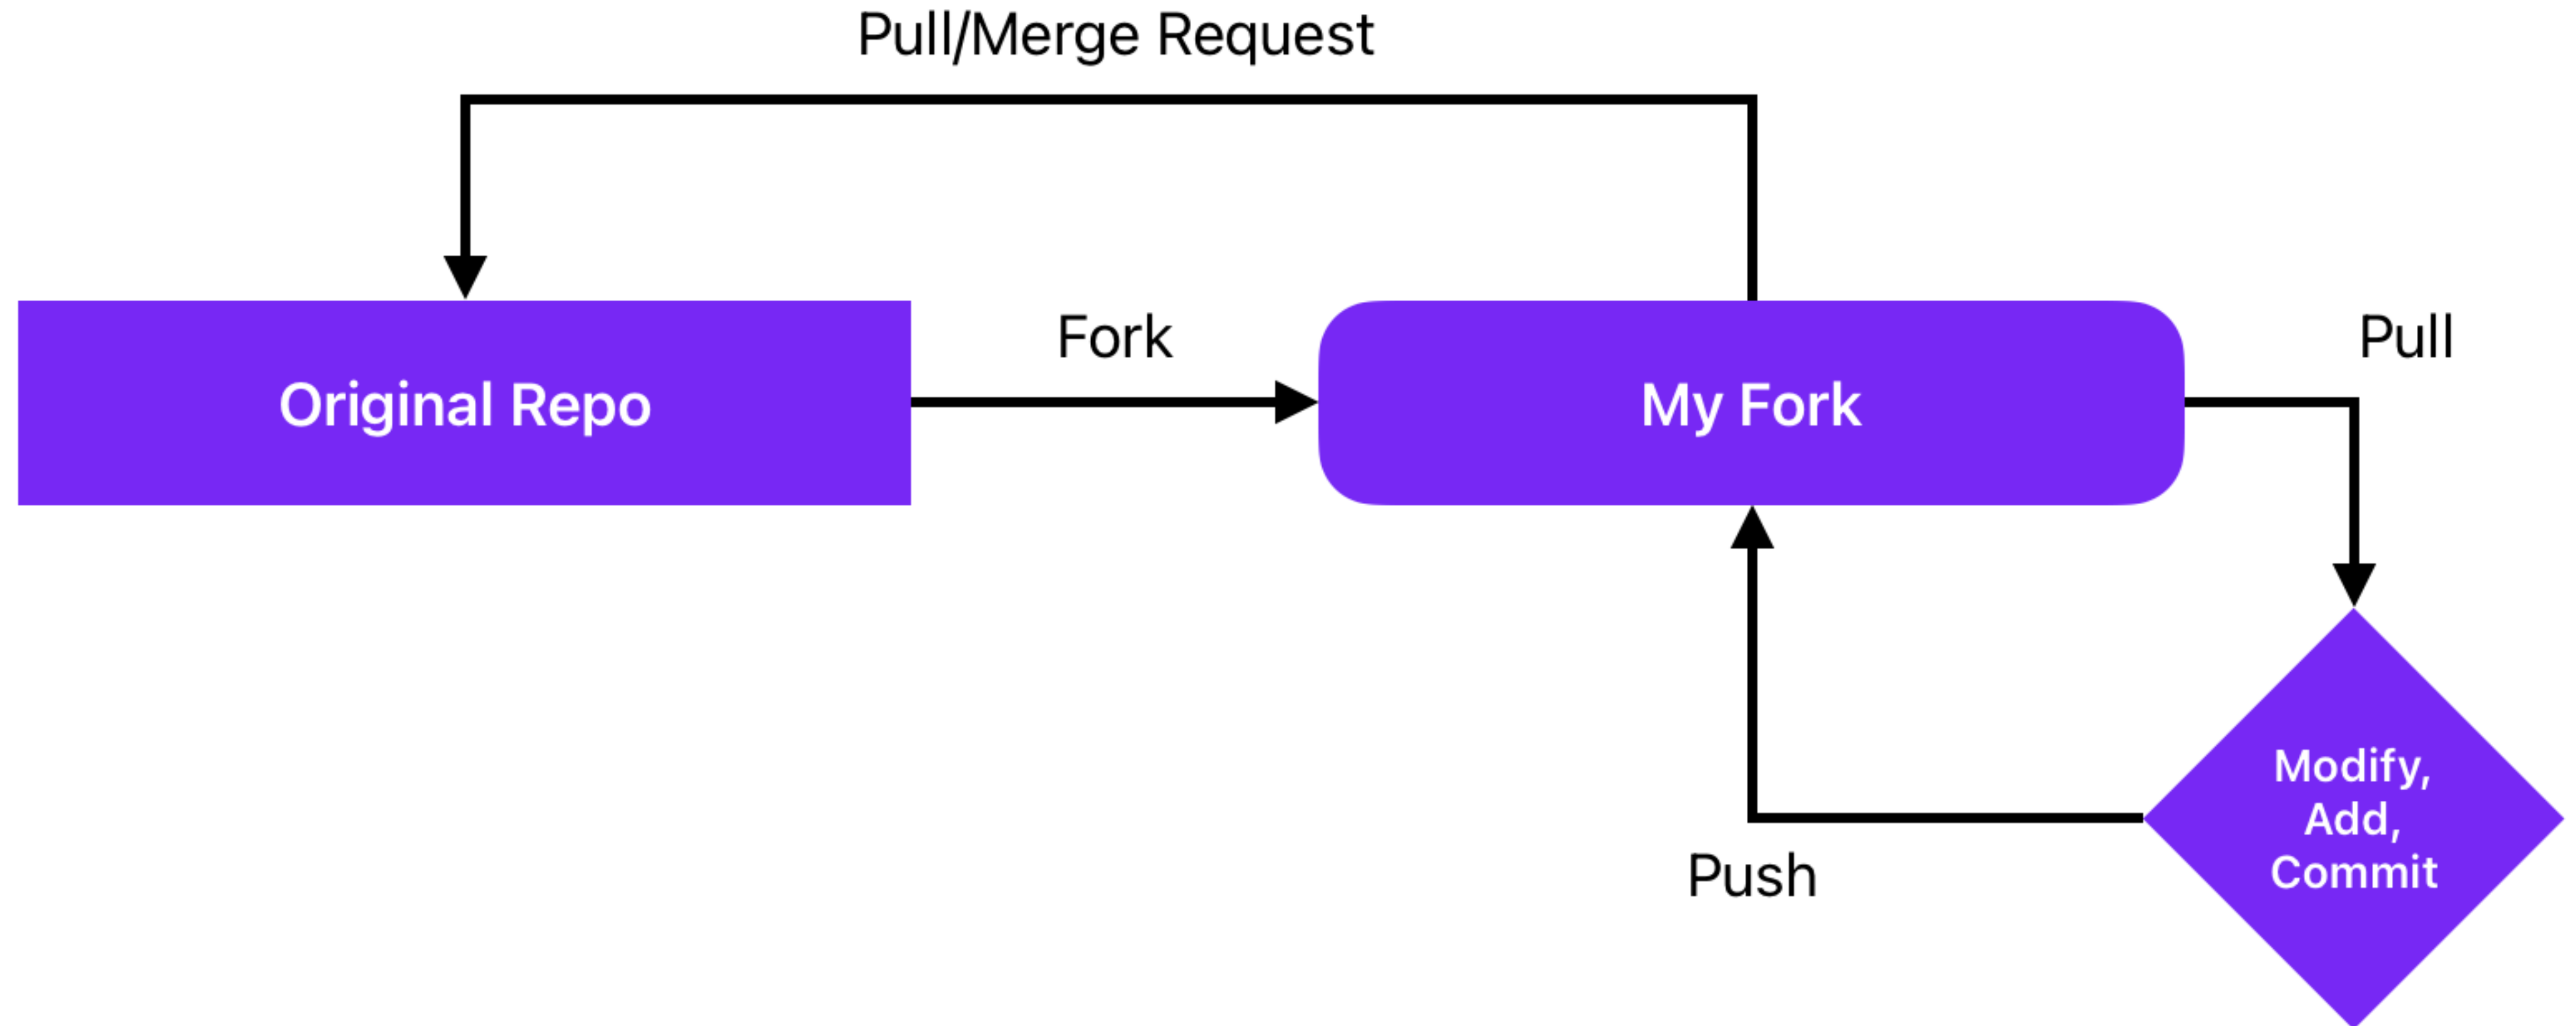 Pull/Merge Request
Fork
Pull
Original Repo
My Fork
Modify,
Add,
Commit
Push